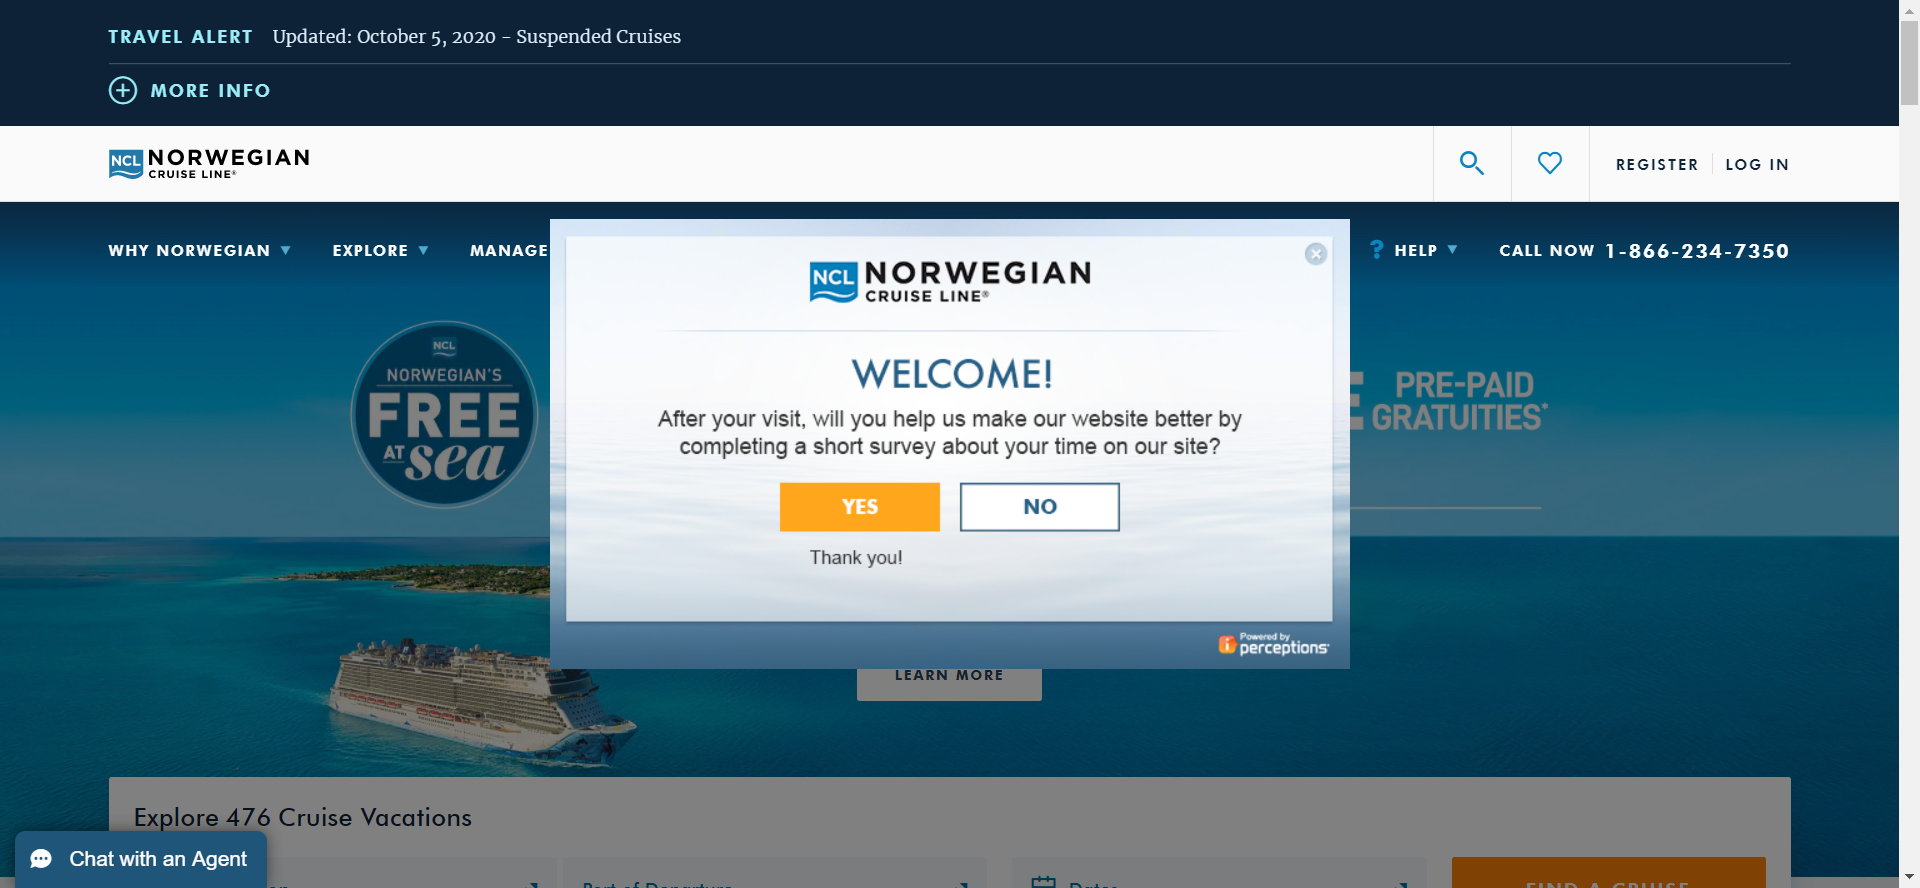 TRAVEL ALERT Updated: October 5, 2020 - Suspended Cruises
MORE INFO
NCL NORWEGIAN
CRUISE LINE®
REGISTER LOG IN
WHY NORWEGIAN EXPLORE MANAGE
? HELP CALL NOW 1-866-234-7350
NCL
NORWEGIAN'S
FREE
AT sea
PRE-PAID
GRATUITIES*
NCL NORWEGIAN
CRUISE LINE®
WELCOME!
After your visit, will you help us make our website better by
completing a short survey about your time on our site?
YES NO
Thank you!
Powered by
iperceptions
LEARN MORE
Explore 476 Cruise Vacations
Chat with an Agent
Port of Departure
Dates
FIND A CRUISE